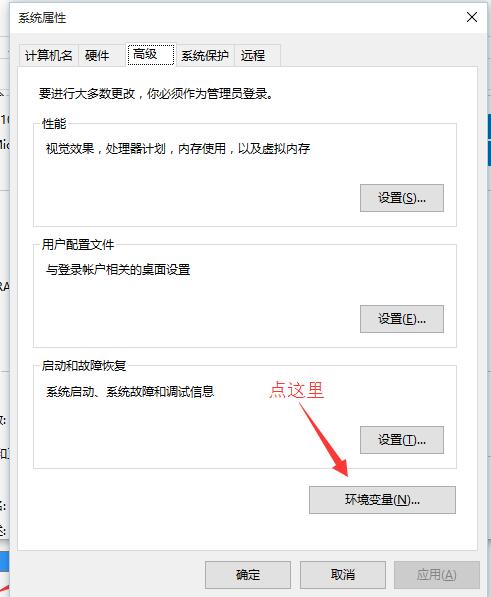 系统属性
计算机名 硬件 高级 系统保护 远程
要进行大多数更改，你必须作为管理员登录。
性能
视觉效果，处理器计划，内存使用，以及虚拟内存
设置(S)...
用户配置文件
与登录帐户相关的桌面设置
设置(E)...
启动和故障恢复
系统启动、系统故障和调试信息
点这里
设置(T)...
环境变量(N)...
确定 取消 应用(A)